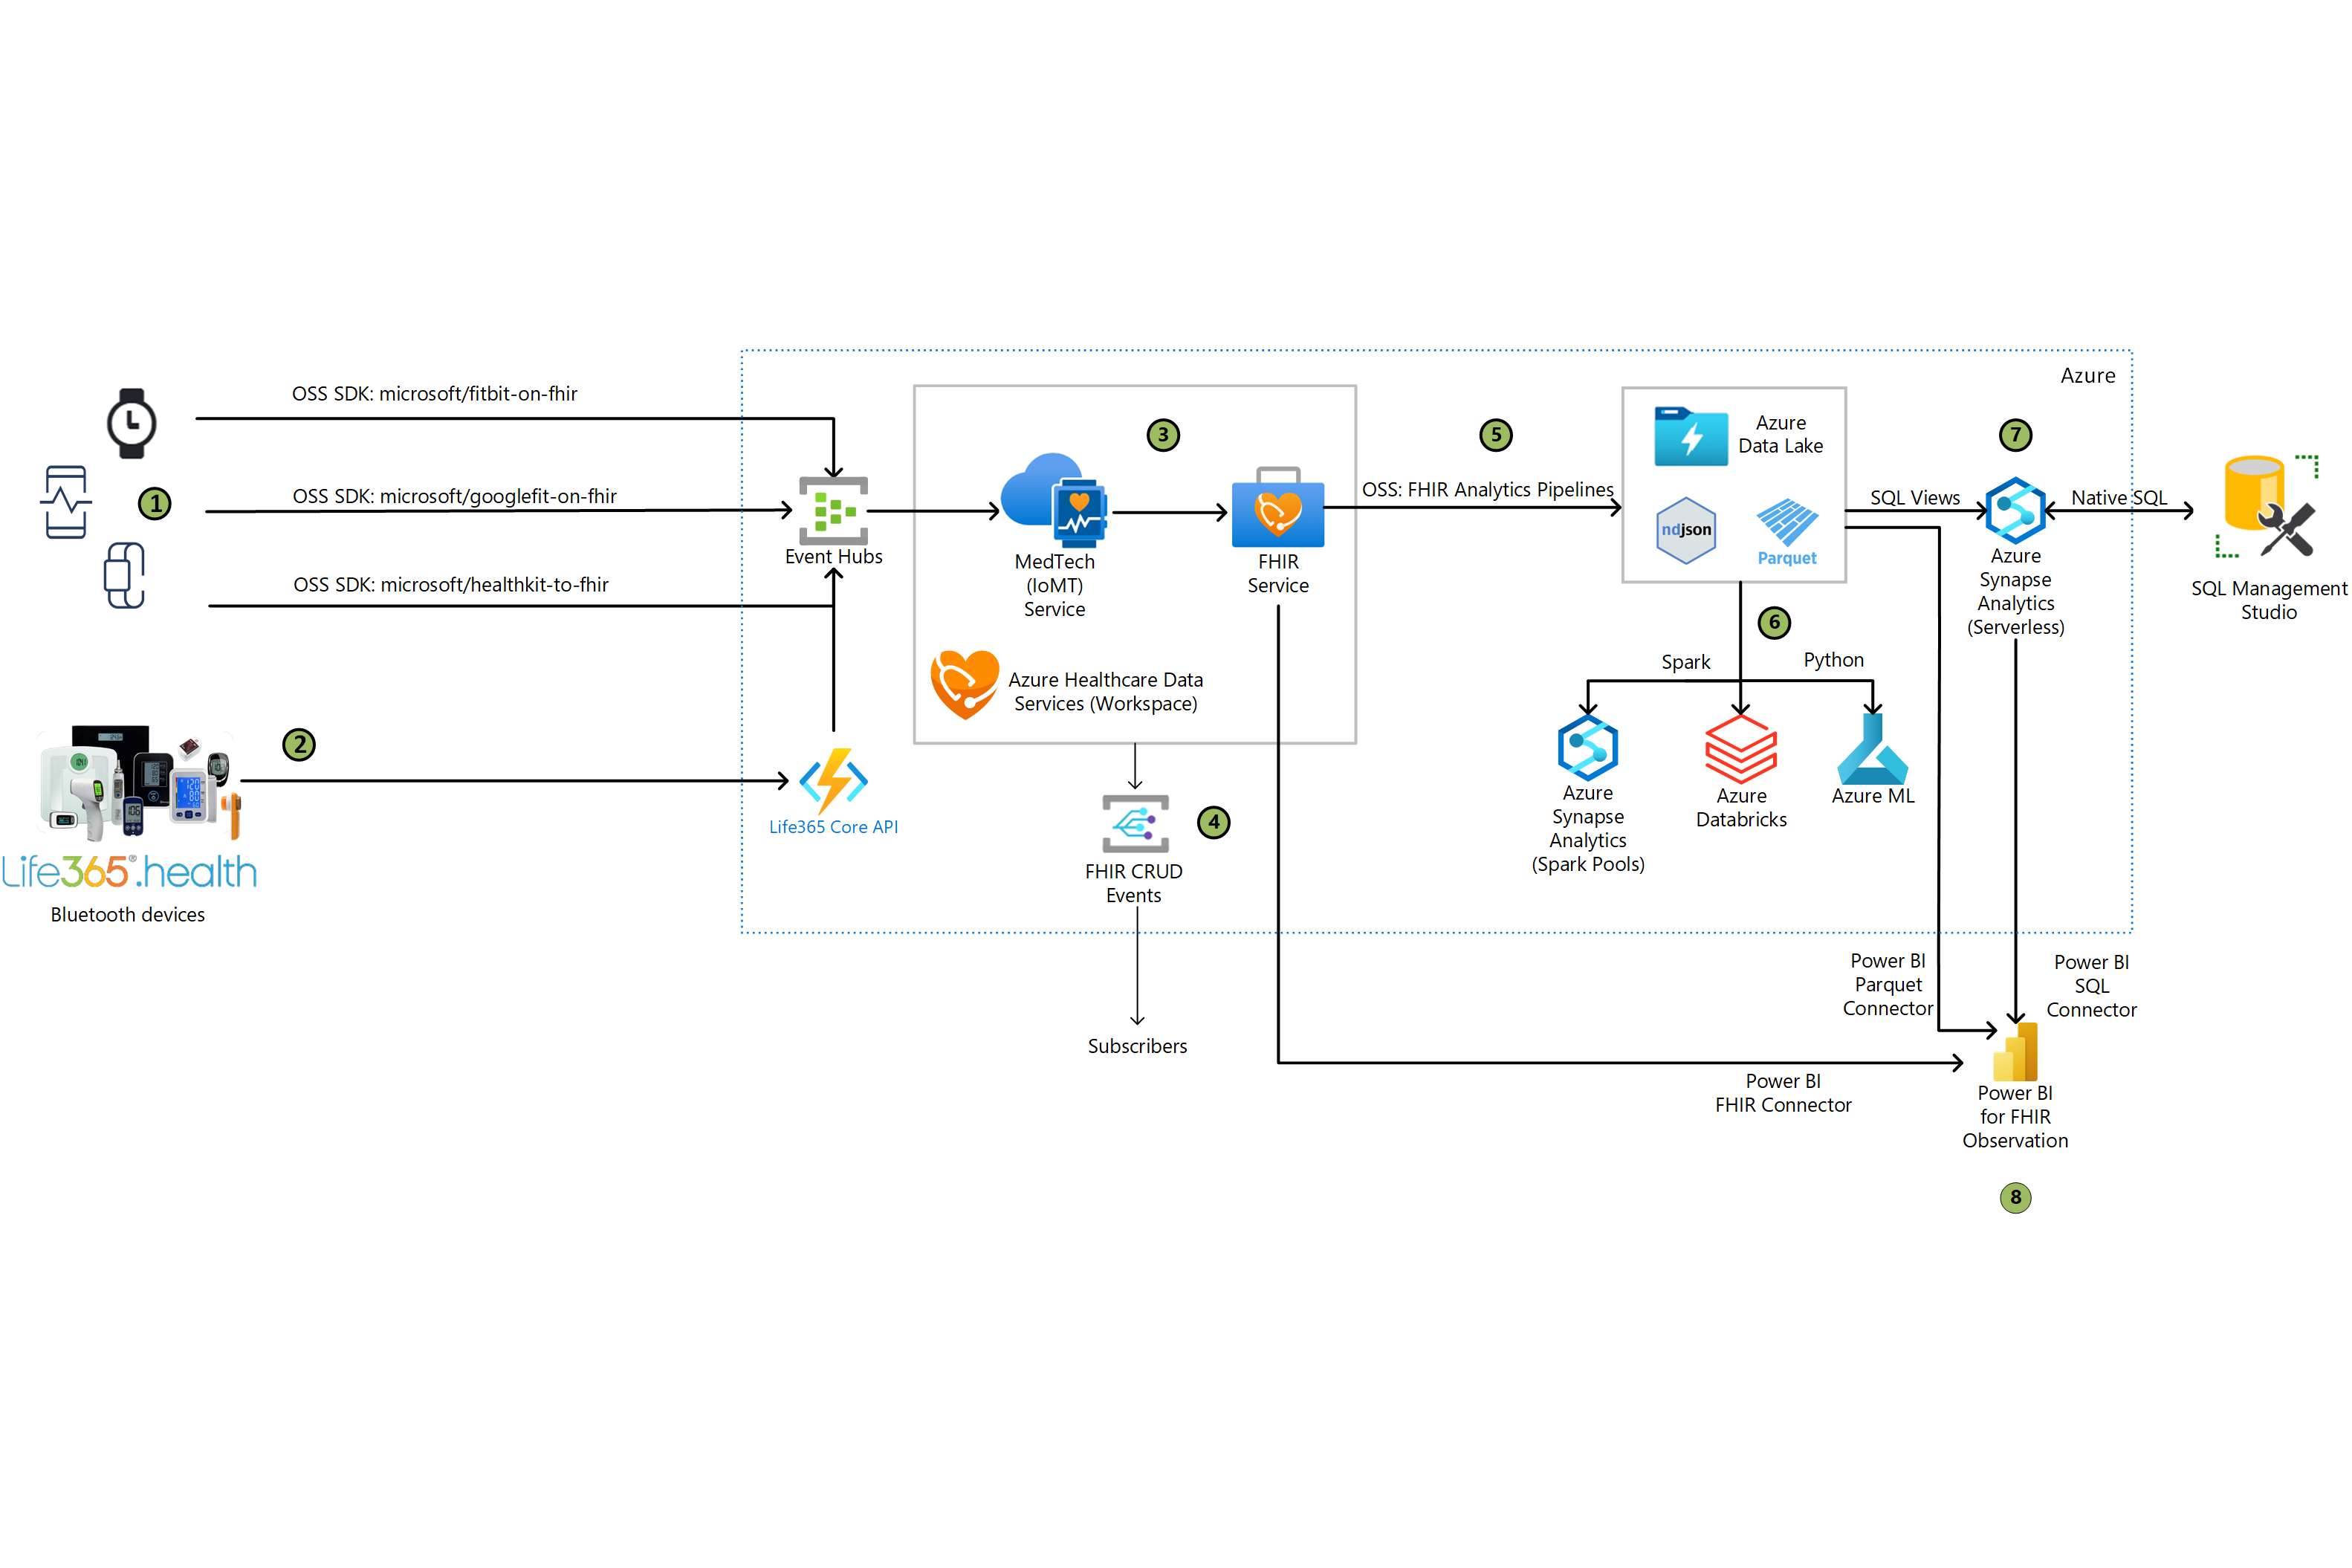 Azure
OSS SDK: microsoft/fitbit-on-fhir
OSS SDK: microsoft/googlefit-on-fhir
OSS SDK: microsoft/healthkit-to-fhir
1
2
Life365®.health
Bluetooth devices
Event Hubs
Life365 Core API
3
MedTech
(IoMT)
Service
FHIR
Service
Azure Healthcare Data
Services (Workspace)
4
FHIR CRUD
Events
Subscribers
5
OSS: FHIR Analytics Pipelines
Azure
Data Lake
ndjson
Parquet
6
Spark
Python
Azure
Synapse
Analytics
(Spark Pools)
Azure
Databricks
Azure ML
7
SQL Views
Native SQL
Azure
Synapse
Analytics
(Serverless)
SQL Management
Studio
Power BI
Parquet
Connector
Power BI
SQL
Connector
Power BI
FHIR Connector
Power BI
for FHIR
Observation
8